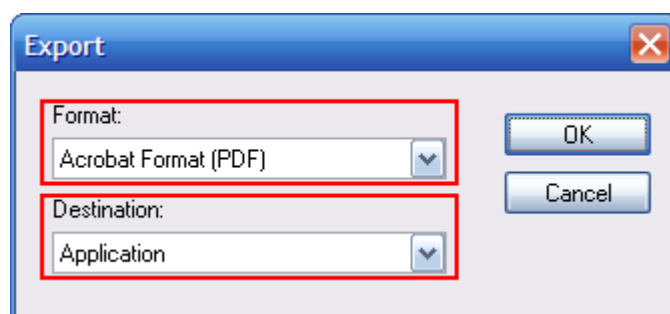 Export
Format:
Acrobat Format (PDF)
OK
Destination:
Cancel
Application